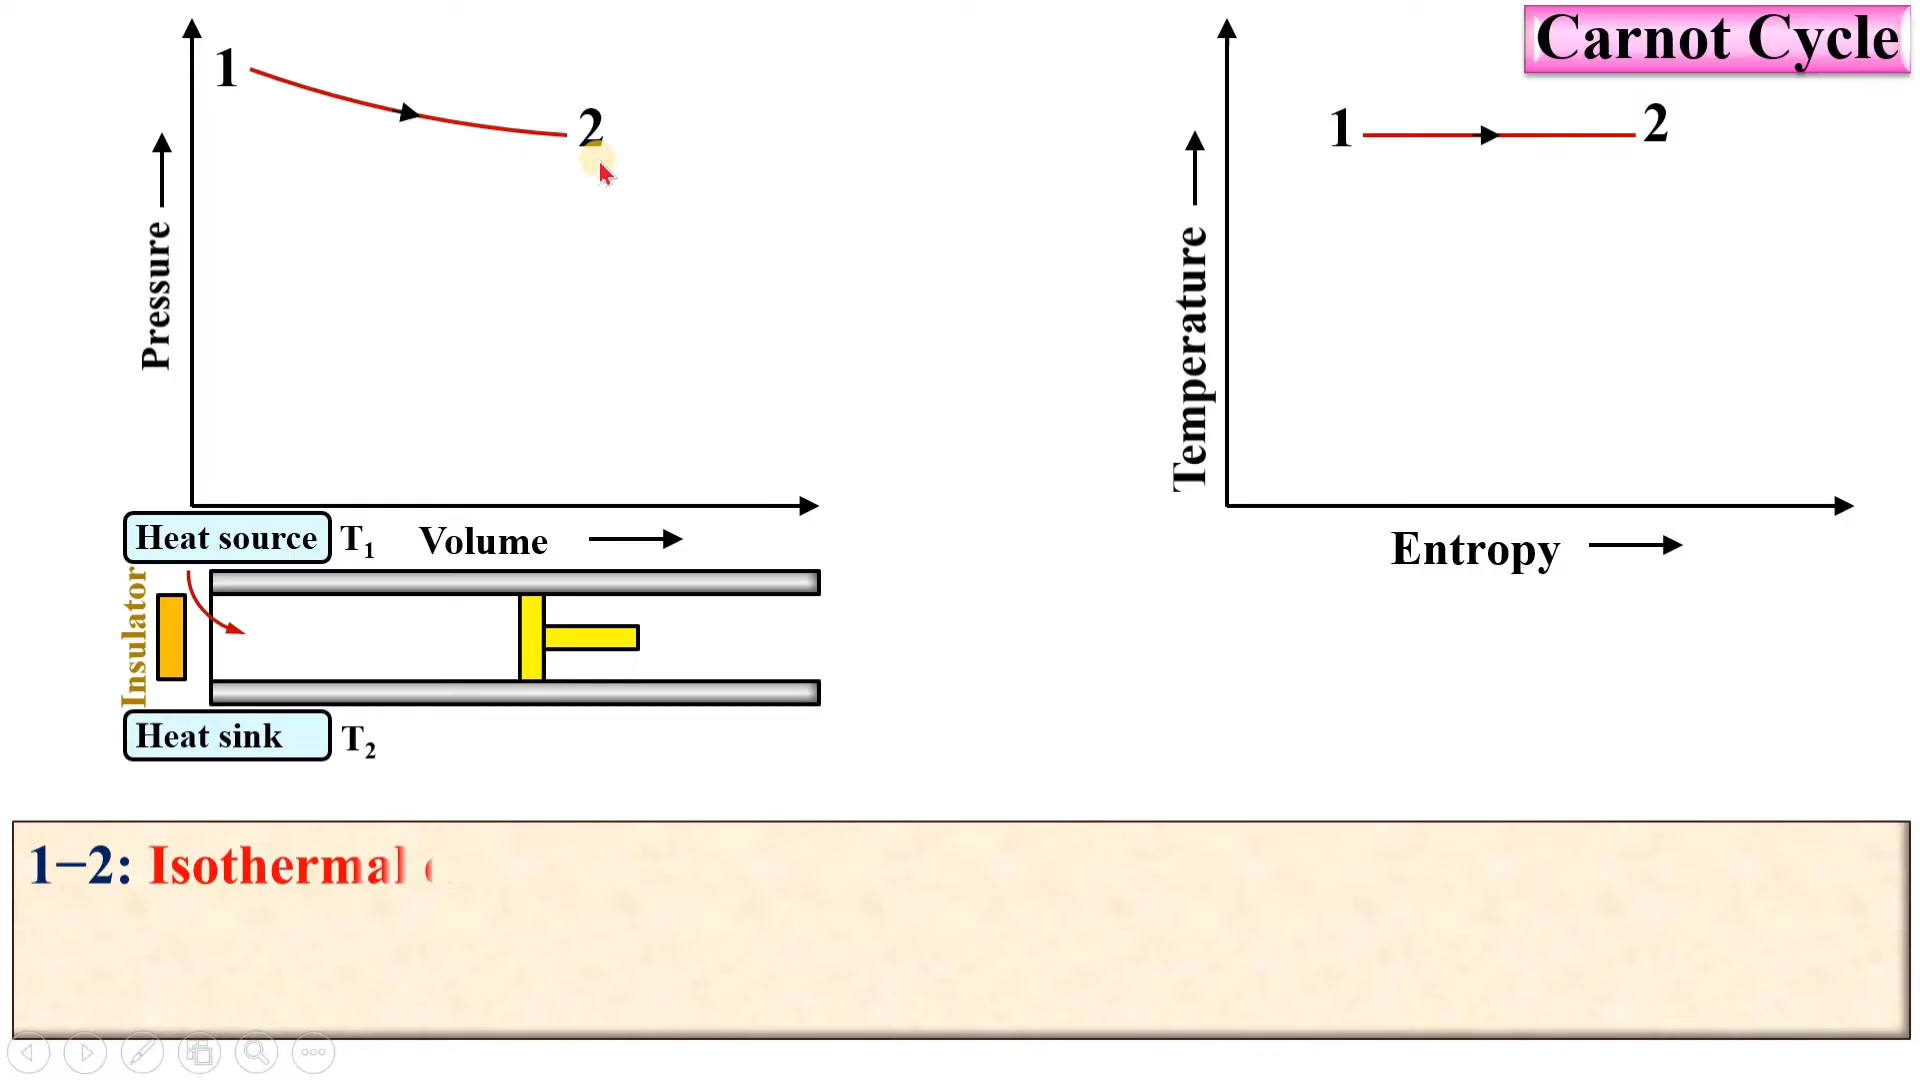 Carnot Cycle
1
2
Pressure
Volume
1
2
Temperature
Entropy
Heat source T1
Insulator
Heat sink T2
1−2: Isothermal